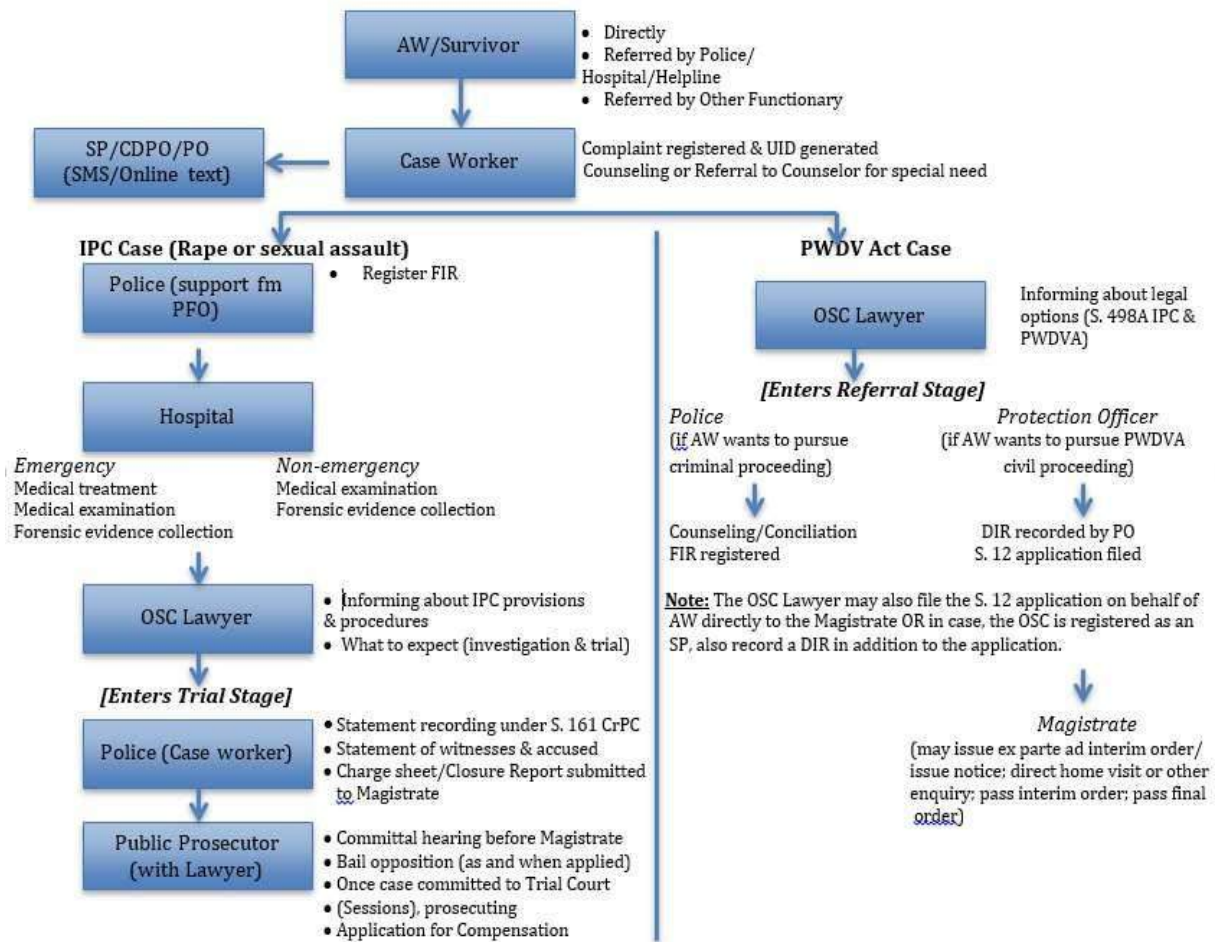 AW/Survivor
• Directly
• Referred by Police/
Hospital/Helpline
• Referred by Other Functionary
SP/CDPO/PO
(SMS/Online text)
Case Worker
Complaint registered & UID generated
Counseling or Referral to Counselor for special need
IPC Case (Rape or sexual assault)
Police (support fm
PFO)
• Register FIR
Hospital
Emergency
Medical treatment
Medical examination
Forensic evidence collection
Non-emergency
Medical examination
Forensic evidence collection
OSC Lawyer
• Informing about IPC provisions
& procedures
• What to expect (investigation & trial)
[Enters Trial Stage]
Police (Case worker)
• Statement recording under S. 161 CrPC
• Statement of witnesses & accused
• Charge sheet/Closure Report submitted
to Magistrate
Public Prosecutor
(with Lawyer)
• Committal hearing before Magistrate
• Bail opposition (as and when applied)
• Once case committed to Trial Court
• (Sessions), prosecuting
• Application for Compensation
PWDV Act Case
OSC Lawyer
Informing about legal
options (S. 498A IPC &
PWDVA)
[Enters Referral Stage]
Police
(if AW wants to pursue
criminal proceeding)
Counseling/Conciliation
FIR registered
Protection Officer
(if AW wants to pursue PWDVA
civil proceeding)
DIR recorded by PO
S. 12 application filed
Note: The OSC Lawyer may also file the S. 12 application on behalf of
AW directly to the Magistrate OR in case, the OSC is registered as an
SP, also record a DIR in addition to the application.
Magistrate
(may issue ex parte ad interim order/
issue notice; direct home visit or other
enquiry; pass interim order; pass final
order)